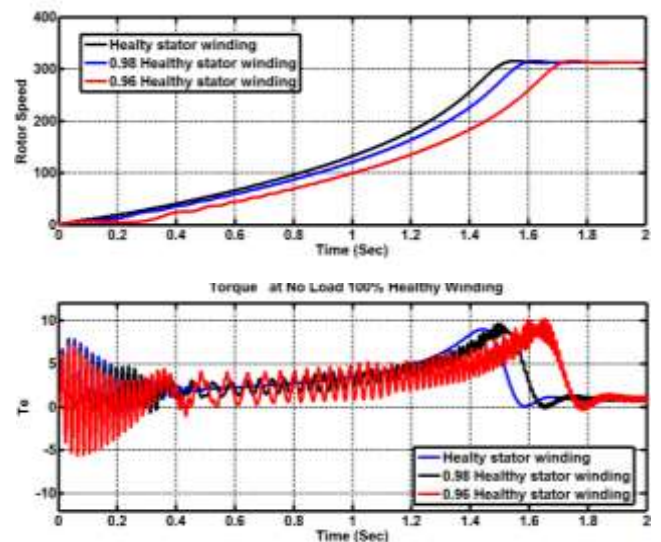 400
Healty stator winding
0.98 Healthy stator winding
0.96 Healthy stator winding
300
200
100
0
Rotor Speed
0 0.2 0.4 0.6 0.8 1 1.2 1.4 1.6 1.8 2
Time (Sec)
Torque at No Load 100% Healthy Winding
10
5
0
-5
-10
Te
Healty stator winding
0.98 Healthy stator winding
0.96 Healthy stator winding
0 0.2 0.4 0.6 0.8 1 1.2 1.4 1.6 1.8 2
Time (Sec)